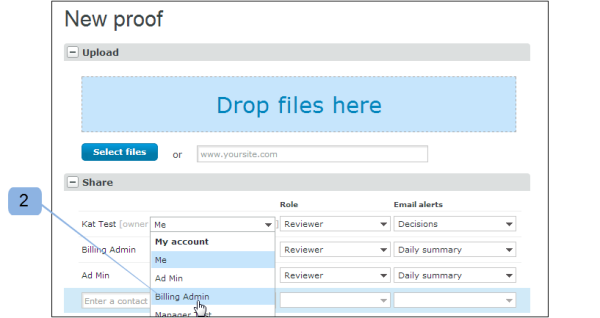 New proof
Upload
Drop files here
Select files or www.yoursite.com
Share
Role Email alerts
2
Kat Test [owner Me ] Reviewer Decisions
My account
Billing Admin Reviewer Daily summary
Me
Ad Min Reviewer Daily summary
Ad Min
Enter a contact
Billing Admin
Manager